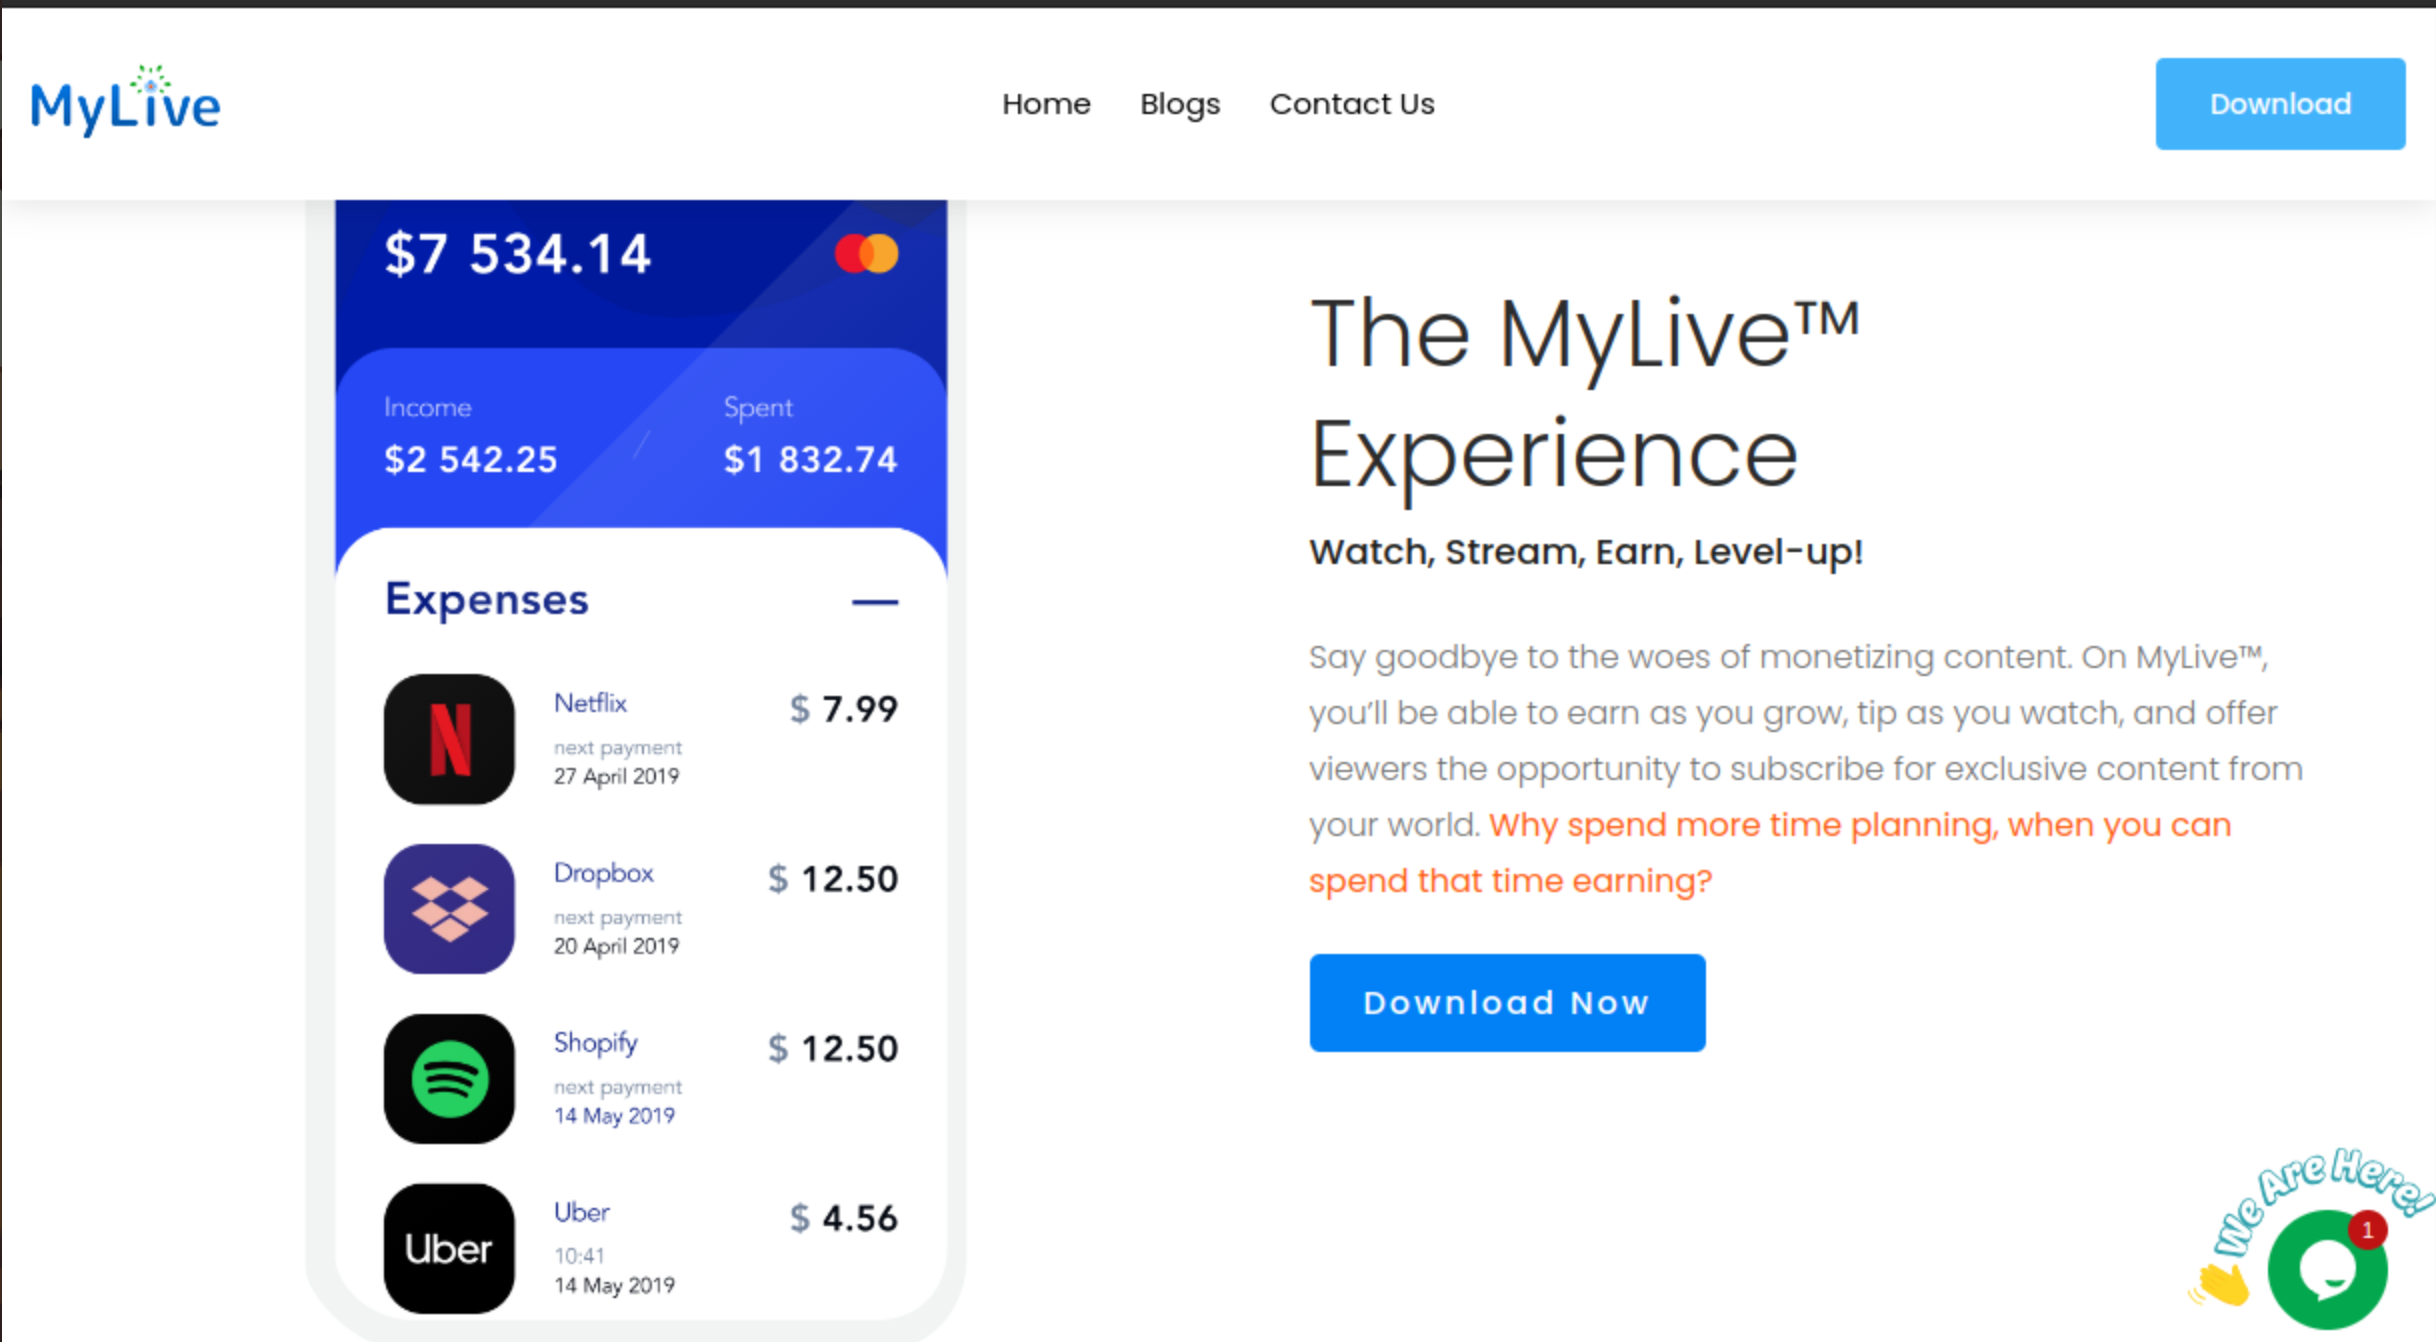 MyLive
Home Blogs Contact Us
Download
$7 534.14
Income Spent
$2 542.25 $1 832.74
Expenses
Netflix $ 7.99
next payment
27 April 2019
Dropbox $ 12.50
next payment
20 April 2019
Shopify $ 12.50
next payment
14 May 2019
Uber
Uber $ 4.56
10:41
14 May 2019
The MyLive™
Experience
Watch, Stream, Earn, Level-up!
Say goodbye to the woes of monetizing content. On MyLive™,
you'll be able to earn as you grow, tip as you watch, and offer
viewers the opportunity to subscribe for exclusive content from
your world. Why spend more time planning, when you can
spend that time earning?
Download Now
We Are Here!
1